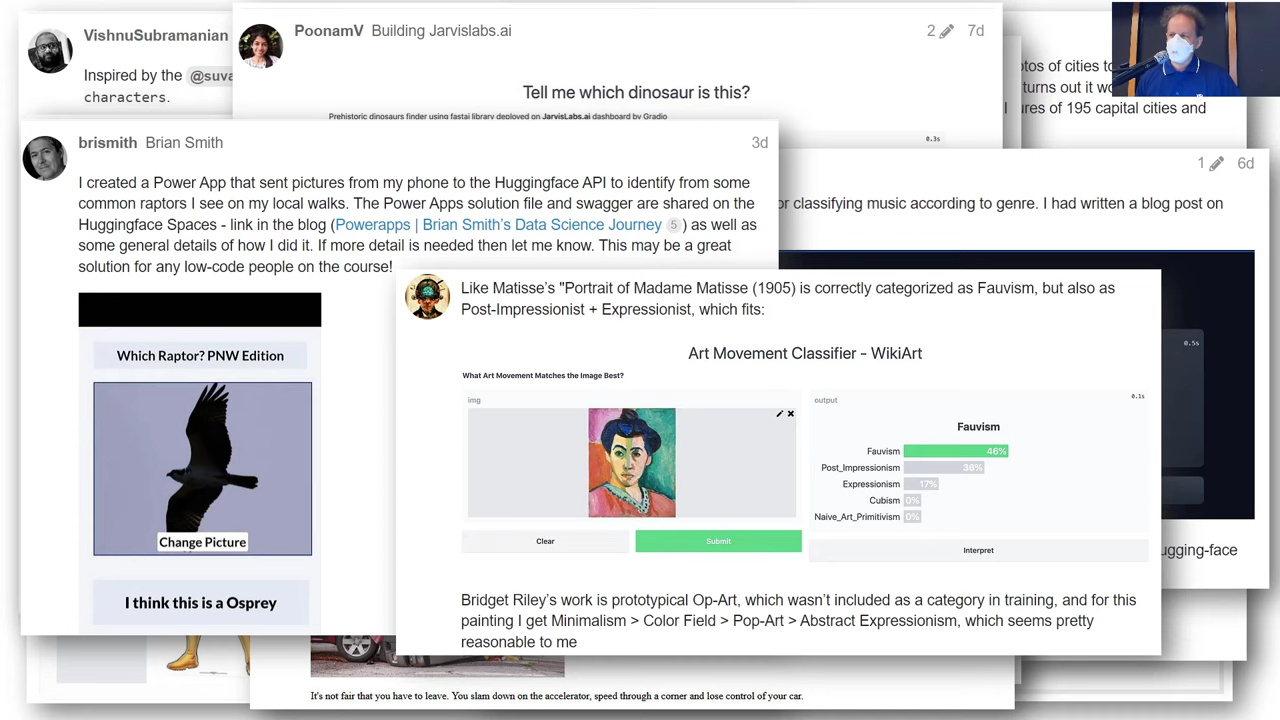 VishnuSubramanian
Inspired by the @suva
characters.
PoonamV Building Jarvislabs.ai
2 7d
Tell me which dinosaur is this?
Prehistoric dinosaurs finder using fastai library deployed on JarvisLabs.ai dashboard by Gradio
0.3s
otos of cities to
turns out it wo
ures of 195 capital cities and
brismith Brian Smith
3d
I created a Power App that sent pictures from my phone to the Huggingface API to identify from some
common raptors I see on my local walks. The Power Apps solution file and swagger are shared on the
Huggingface Spaces - link in the blog (Powerapps | Brian Smith's Data Science Journey 5 ) as well as
some general details of how I did it. If more detail is needed then let me know. This may be a great
solution for any low-code people on the course!
Which Raptor? PNW Edition
Change Picture
I think this is a Osprey
1 6d
or classifying music according to genre. I had written a blog post on
0.5s
ugging-face
Like Matisse's "Portrait of Madame Matisse (1905) is correctly categorized as Fauvism, but also as
Post-Impressionist + Expressionist, which fits:
Art Movement Classifier - WikiArt
What Art Movement Matches the Image Best?
img
output
0.1s
Fauvism
Fauvism 46%
Post_Impressionism 36%
Expressionism 17%
Cubism 0%
Naive_Art_Primitivism 0%
Clear
Submit
Interpret
Bridget Riley's work is prototypical Op-Art, which wasn't included as a category in training, and for this
painting I get Minimalism > Color Field > Pop-Art > Abstract Expressionism, which seems pretty
reasonable to me
It's not fair that you have to leave. You slam down on the accelerator, speed through a corner and lose control of your car.